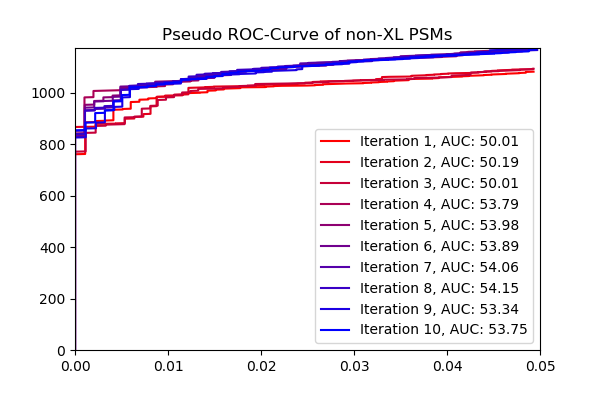 Pseudo ROC-Curve of non-XL PSMs
1000
800
600
400
200
0
Iteration 1, AUC: 50.01
Iteration 2, AUC: 50.19
Iteration 3, AUC: 50.01
Iteration 4, AUC: 53.79
Iteration 5, AUC: 53.98
Iteration 6, AUC: 53.89
Iteration 7, AUC: 54.06
Iteration 8, AUC: 54.15
Iteration 9, AUC: 53.34
Iteration 10, AUC: 53.75
0.00 0.01 0.02 0.03 0.04 0.05